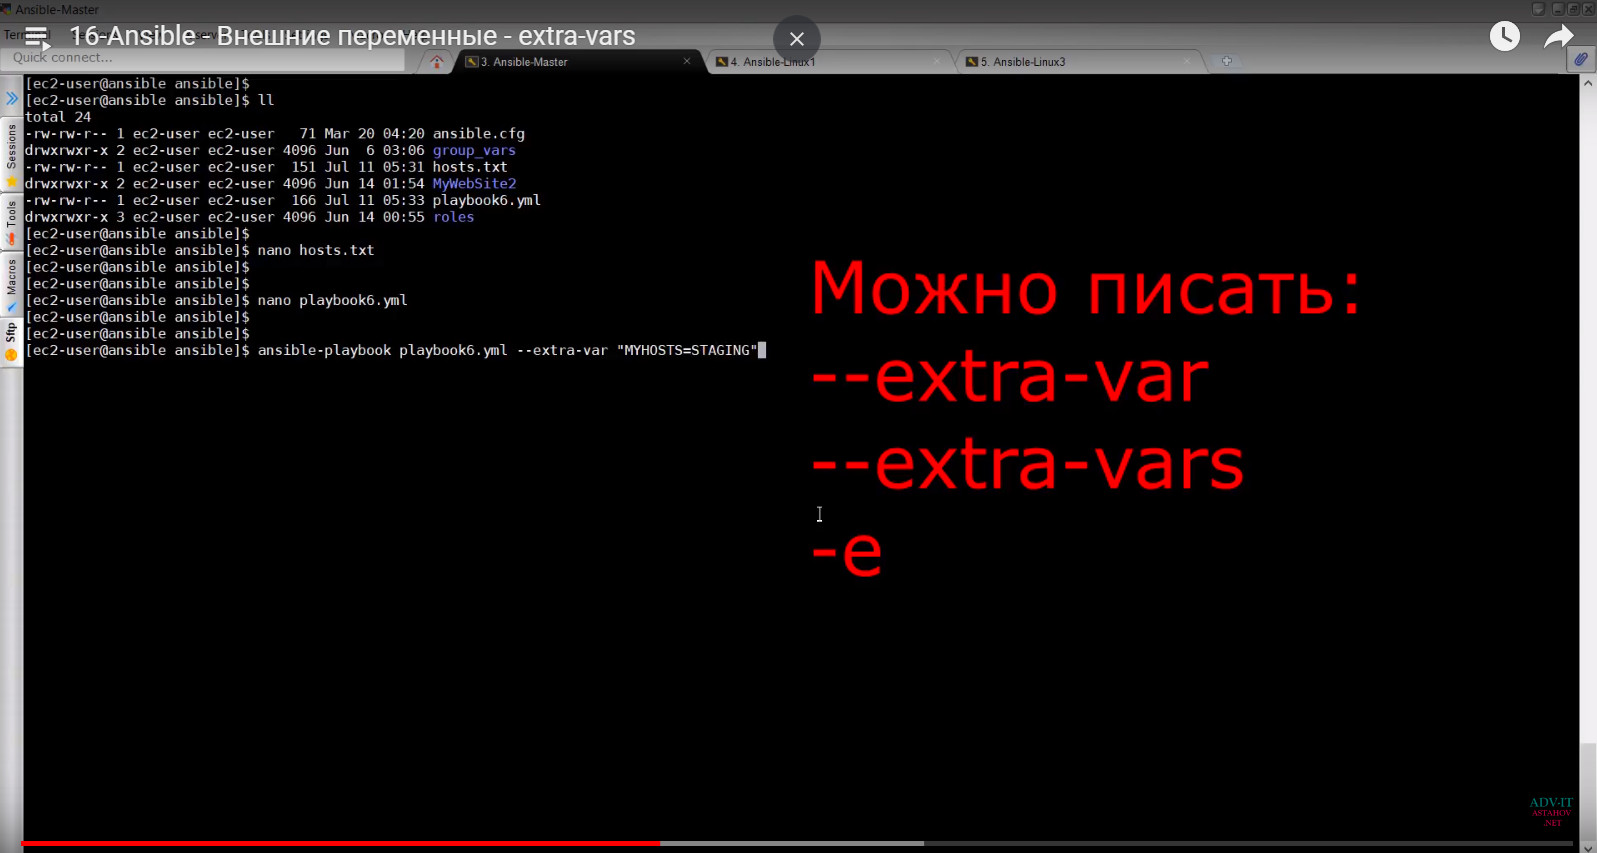 Ansible-Master
16-Ansible - Внешние переменные - extra-vars
Quick connect...
3. Ansible-Master
4. Ansible-Linux1
5. Ansible-Linux3
Sessions
Tools
Macros
Sftp
[ec2-user@ansible ansible]$
[ec2-user@ansible ansible]$ ll
total 24
-rw-rw-r-- 1 ec2-user ec2-user   71 Mar 20 04:20 ansible.cfg
drwxrwxr-x 2 ec2-user ec2-user 4096 Jun  6 03:06 group_vars
-rw-rw-r-- 1 ec2-user ec2-user  151 Jul 11 05:31 hosts.txt
drwxrwxr-x 2 ec2-user ec2-user 4096 Jun 14 01:54 MyWebSite2
-rw-rw-r-- 1 ec2-user ec2-user  166 Jul 11 05:33 playbook6.yml
drwxrwxr-x 3 ec2-user ec2-user 4096 Jun 14 00:55 roles
[ec2-user@ansible ansible]$
[ec2-user@ansible ansible]$ nano hosts.txt
[ec2-user@ansible ansible]$
[ec2-user@ansible ansible]$
[ec2-user@ansible ansible]$ nano playbook6.yml
[ec2-user@ansible ansible]$
[ec2-user@ansible ansible]$
[ec2-user@ansible ansible]$ ansible-playbook playbook6.yml --extra-var "MYHOSTS=STAGING"
Можно писать:
--extra-var
--extra-vars
-e
ADV-IT
ASTAHOV
.NET